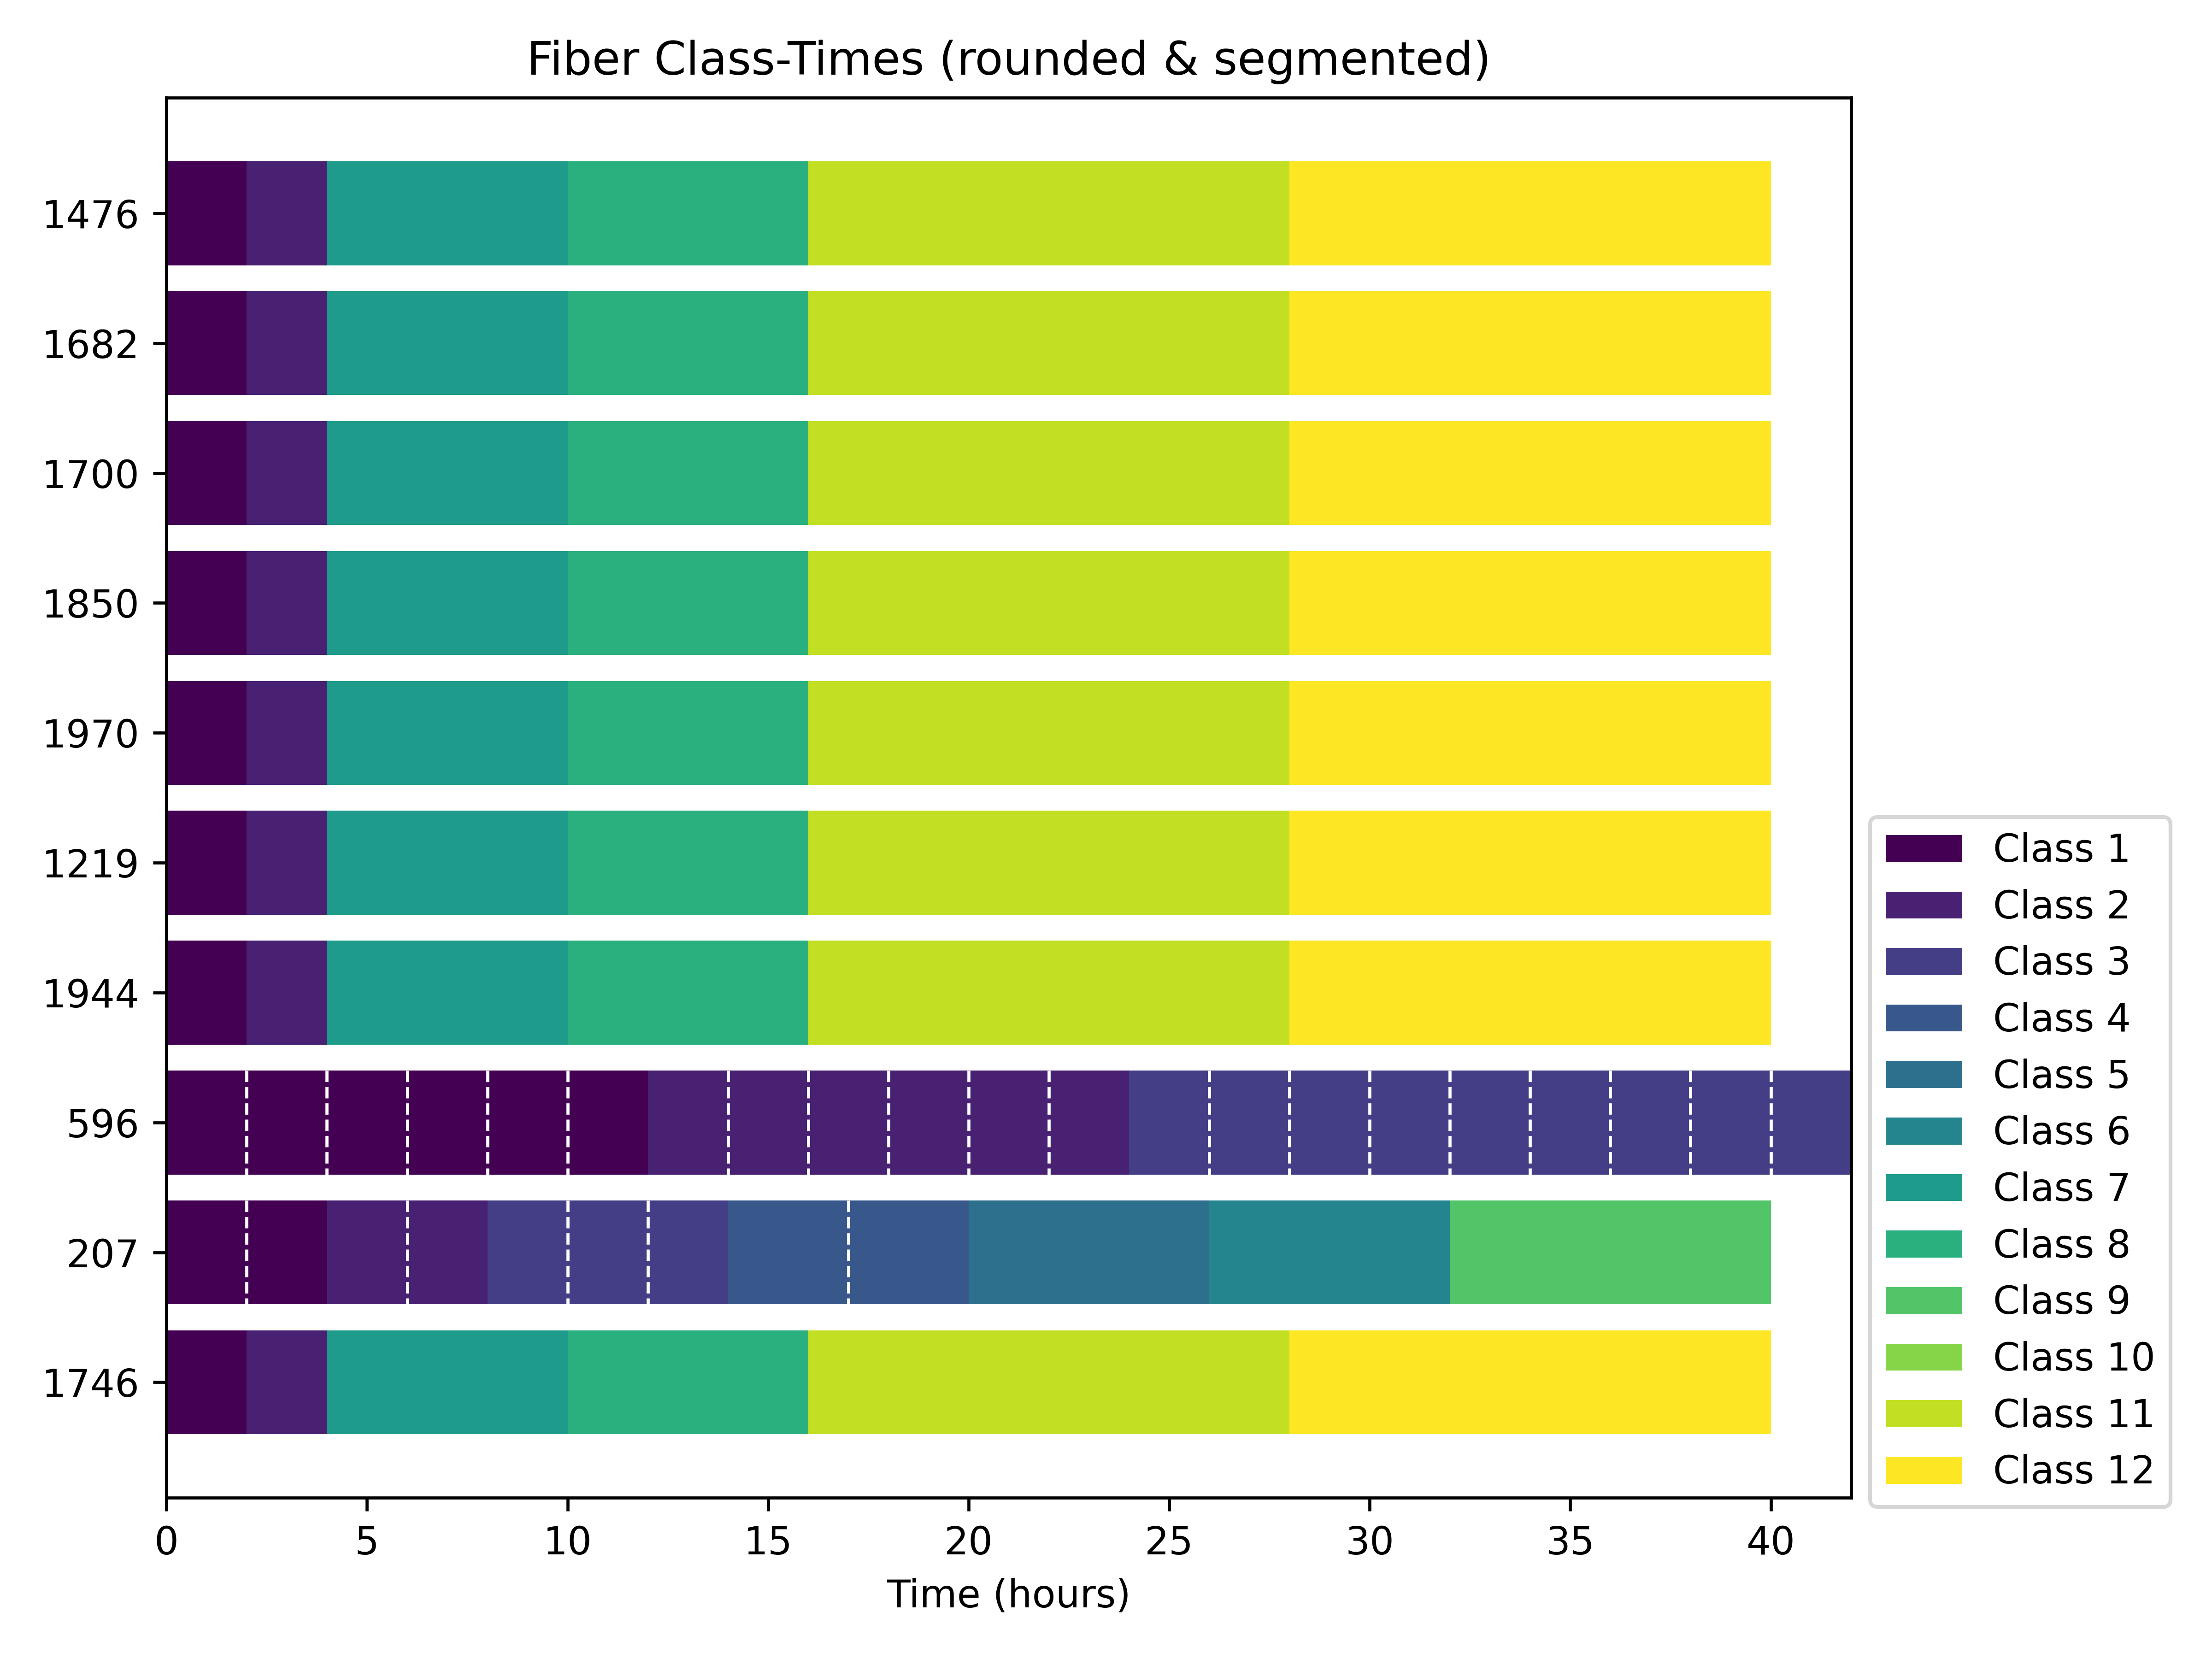 Fiber Class-Times (rounded & segmented)
1476
1682
1700
1850
1970
1219
1944
596
207
1746
0 5 10 15 20 25 30 35 40
Time (hours)
Class 1
Class 2
Class 3
Class 4
Class 5
Class 6
Class 7
Class 8
Class 9
Class 10
Class 11
Class 12